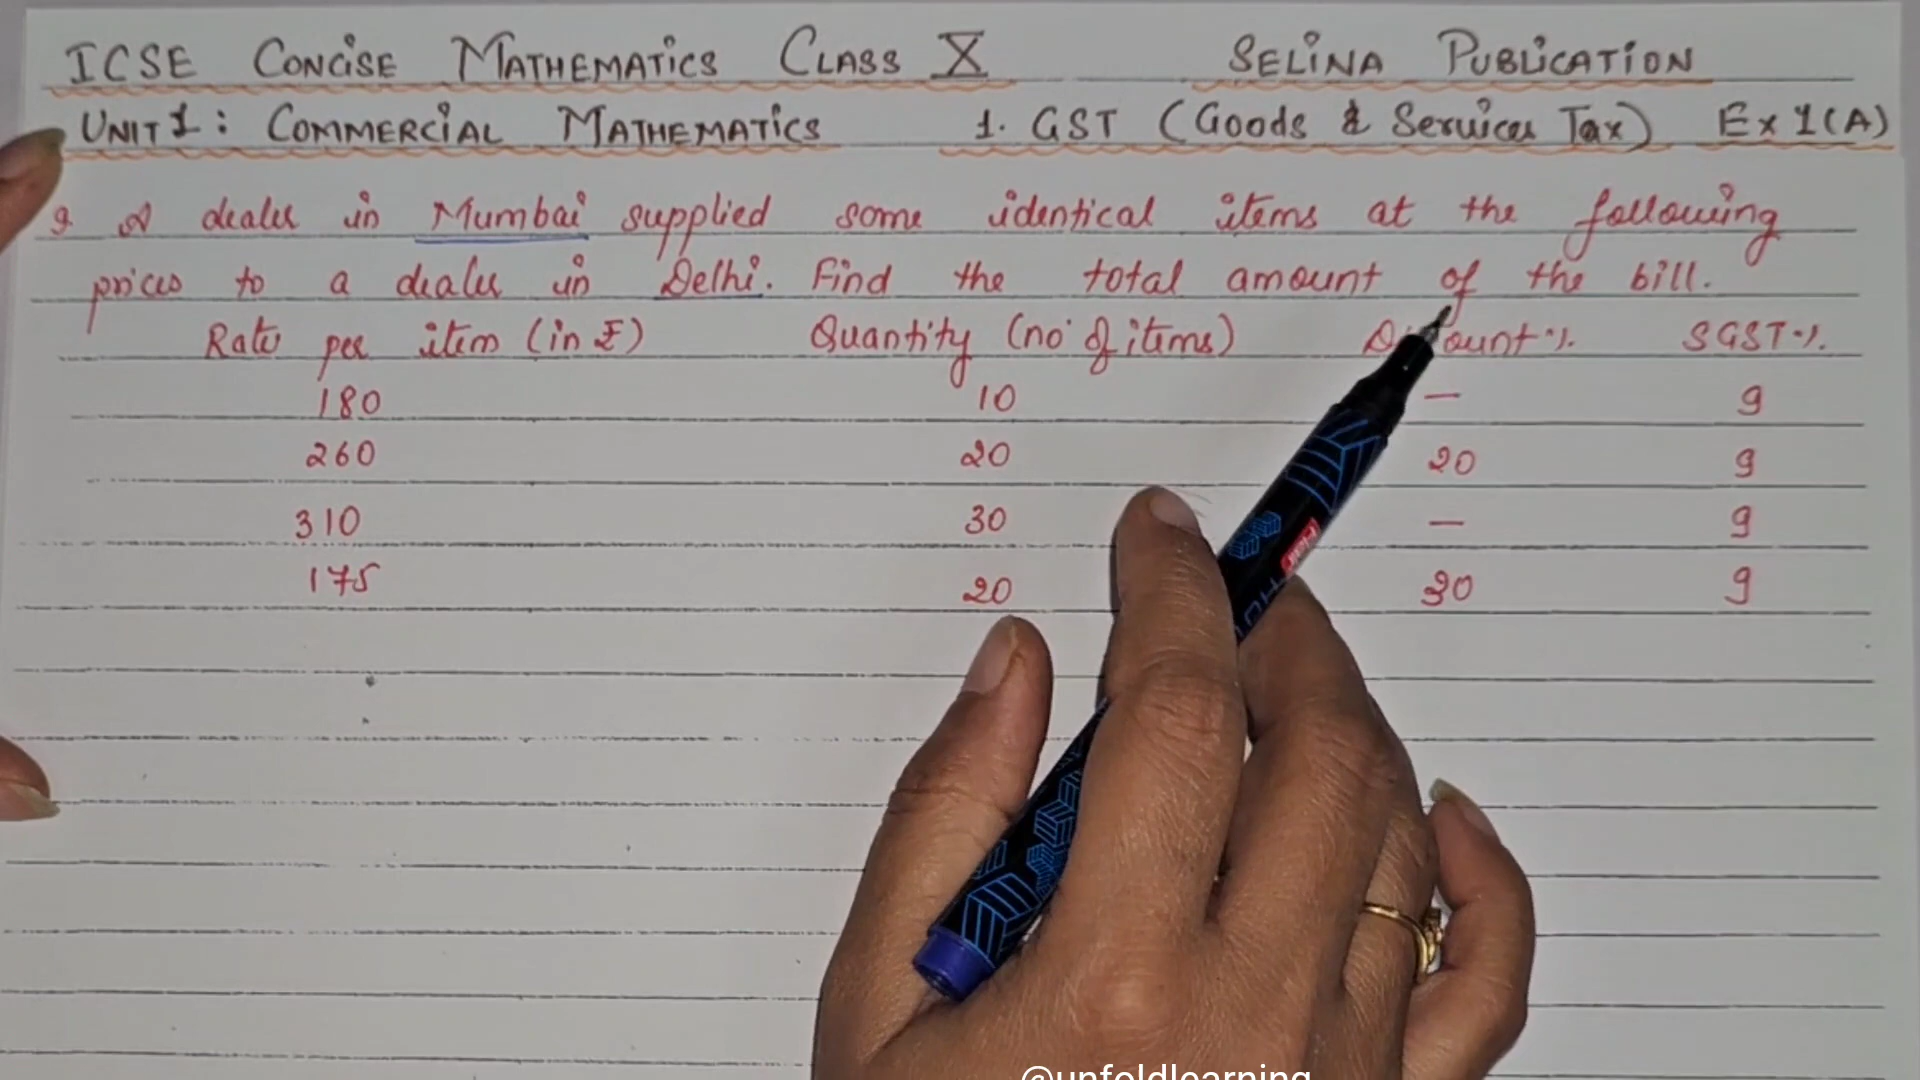 ICSE CONCISE MATHEMATICS CLASS X SELINA PUBLICATION
UNIT 1: COMMERCIAL MATHEMATICS 1. GST (Goods & Services Tax) Ex 1(A)
9. A dealer in Mumbai supplied some identical items at the following
prices to a dealer in Delhi. Find the total amount of the bill.
Rate per item (in ₹) Quantity (no of items) SGST%
180 10 — 9
260 20 20 9
310 30 — 9
175 20 30 9
@unfoldlearning